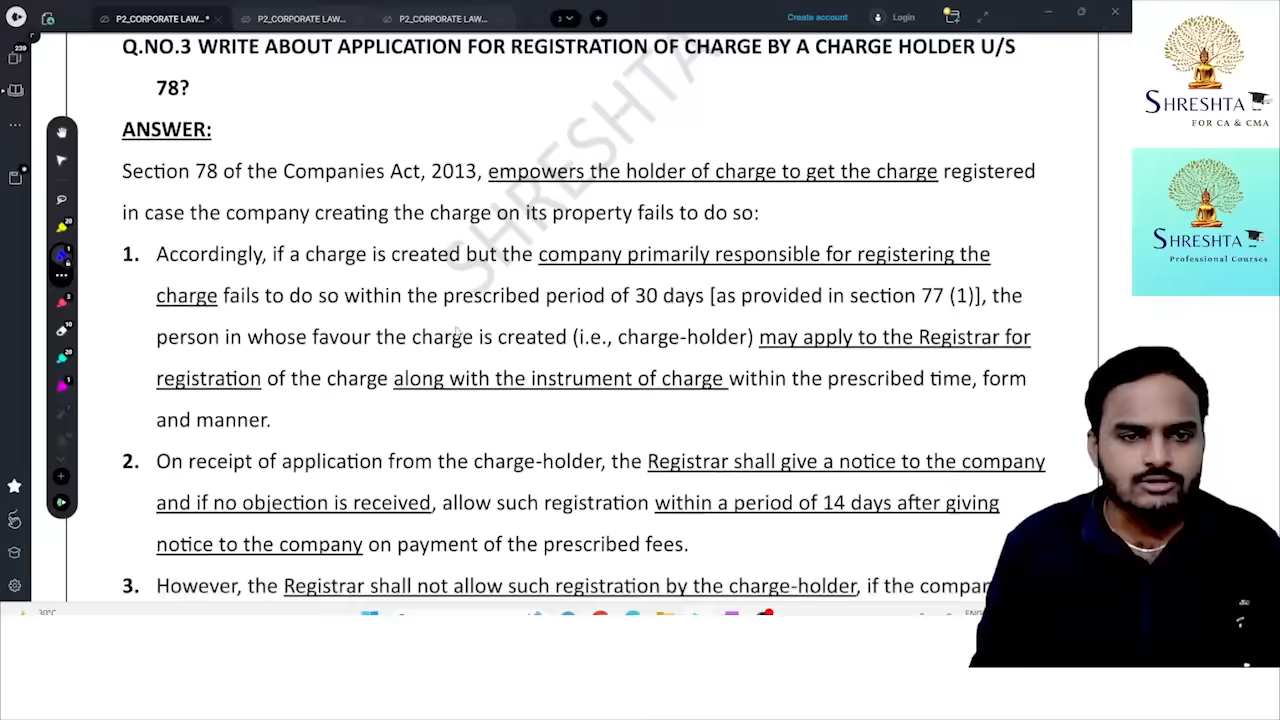 P2_CORPORATE LAW...*
P2_CORPORATE LAW...
P2_CORPORATE LAW...
3
Create account
Login
Q.NO.3 WRITE ABOUT APPLICATION FOR REGISTRATION OF CHARGE BY A CHARGE HOLDER U/S
78?
ANSWER:
Section 78 of the Companies Act, 2013, empowers the holder of charge to get the charge registered
in case the company creating the charge on its property fails to do so:
1. Accordingly, if a charge is created but the company primarily responsible for registering the
charge fails to do so within the prescribed period of 30 days [as provided in section 77 (1)], the
person in whose favour the charge is created (i.e., charge-holder) may apply to the Registrar for
registration of the charge along with the instrument of charge within the prescribed time, form
and manner.
2. On receipt of application from the charge-holder, the Registrar shall give a notice to the company
and if no objection is received, allow such registration within a period of 14 days after giving
notice to the company on payment of the prescribed fees.
3. However, the Registrar shall not allow such registration by the charge-holder, if the compan
SHRESHTA
SHRESHTA
FOR CA & CMA
SHRESHTA
Professional Courses